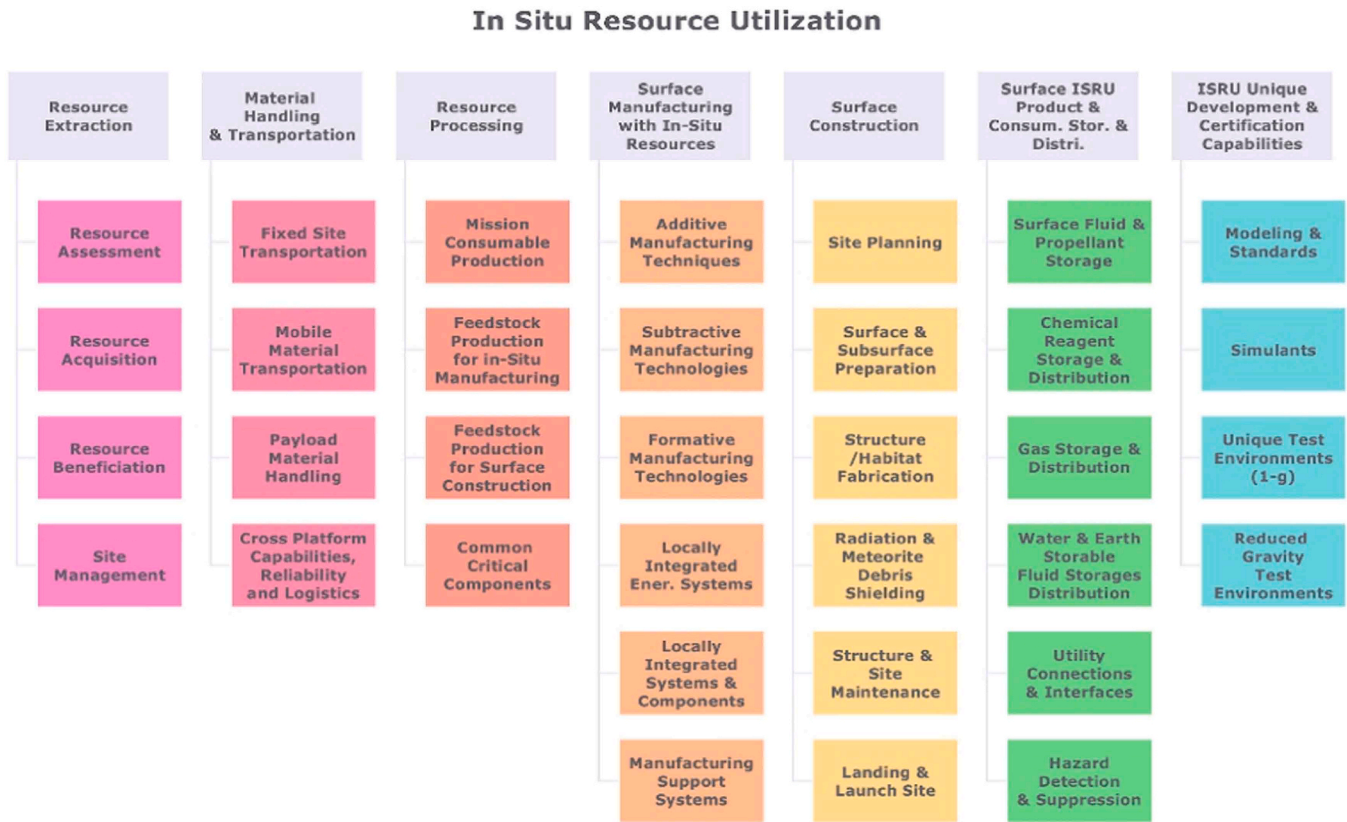 In Situ Resource Utilization
Resource
Extraction
Resource
Assessment
Resource
Acquisition
Resource
Beneficiation
Site
Management
Material
Handling
& Transportation
Fixed Site
Transportation
Mobile
Material
Transportation
Payload
Material
Handling
Cross Platform
Capabilities,
Reliability
and Logistics
Resource
Processing
Mission
Consumable
Production
Feedstock
Production
for in-Situ
Manufacturing
Feedstock
Production
for Surface
Construction
Common
Critical
Components
Surface
Manufacturing
with In-Situ
Resources
Additive
Manufacturing
Techniques
Subtractive
Manufacturing
Technologies
Formative
Manufacturing
Technologies
Locally
Integrated
Ener. Systems
Locally
Integrated
Systems &
Components
Manufacturing
Support
Systems
Surface
Construction
Site Planning
Surface &
Subsurface
Preparation
Structure
/Habitat
Fabrication
Radiation &
Meteorite
Debris
Shielding
Structure &
Site
Maintenance
Landing &
Launch Site
Surface ISRU
Product &
Consum. Stor. &
Distri.
Surface Fluid &
Propellant
Storage
Chemical
Reagent
Storage &
Distribution
Gas Storage &
Distribution
Water & Earth
Storable
Fluid Storages
Distribution
Utility
Connections
& Interfaces
Hazard
Detection
& Suppression
ISRU Unique
Development &
Certification
Capabilities
Modeling &
Standards
Simulants
Unique Test
Environments
(1-g)
Reduced
Gravity
Test
Environments